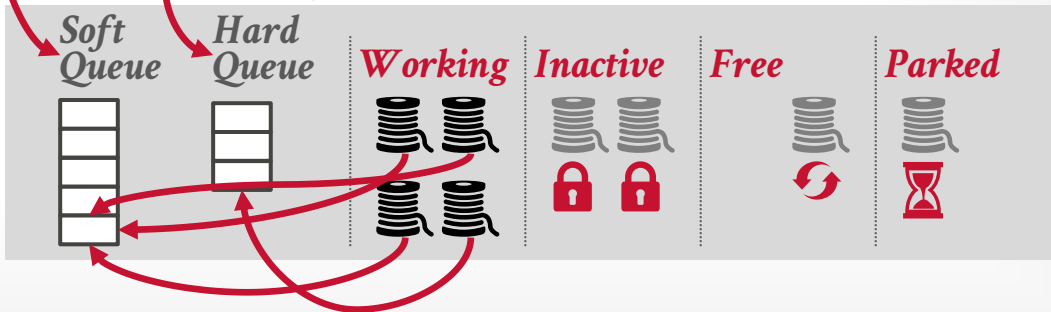 Soft
Queue
Hard
Queue
Working
Inactive
Free
Parked